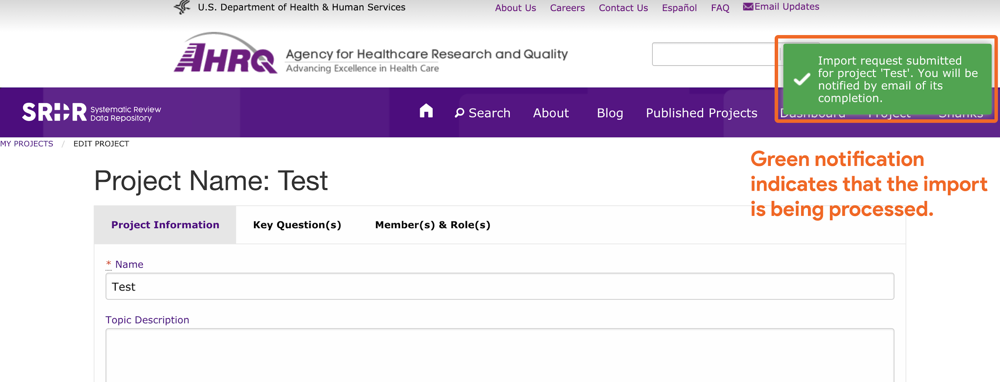 U.S. Department of Health & Human Services
About Us Careers Contact Us Español FAQ Email Updates
AHRQ
Agency for Healthcare Research and Quality
Advancing Excellence in Health Care
Import request submitted
for project 'Test'. You will be
notified by email of its
completion.
SRDR
Systematic Review
Data Repository
Search About Blog Published Projects Dashboard Project Shanks
MY PROJECTS / EDIT PROJECT
Green notification
indicates that the import
is being processed.
Project Name: Test
Project Information Key Question(s) Member(s) & Role(s)
* Name
Test
Topic Description